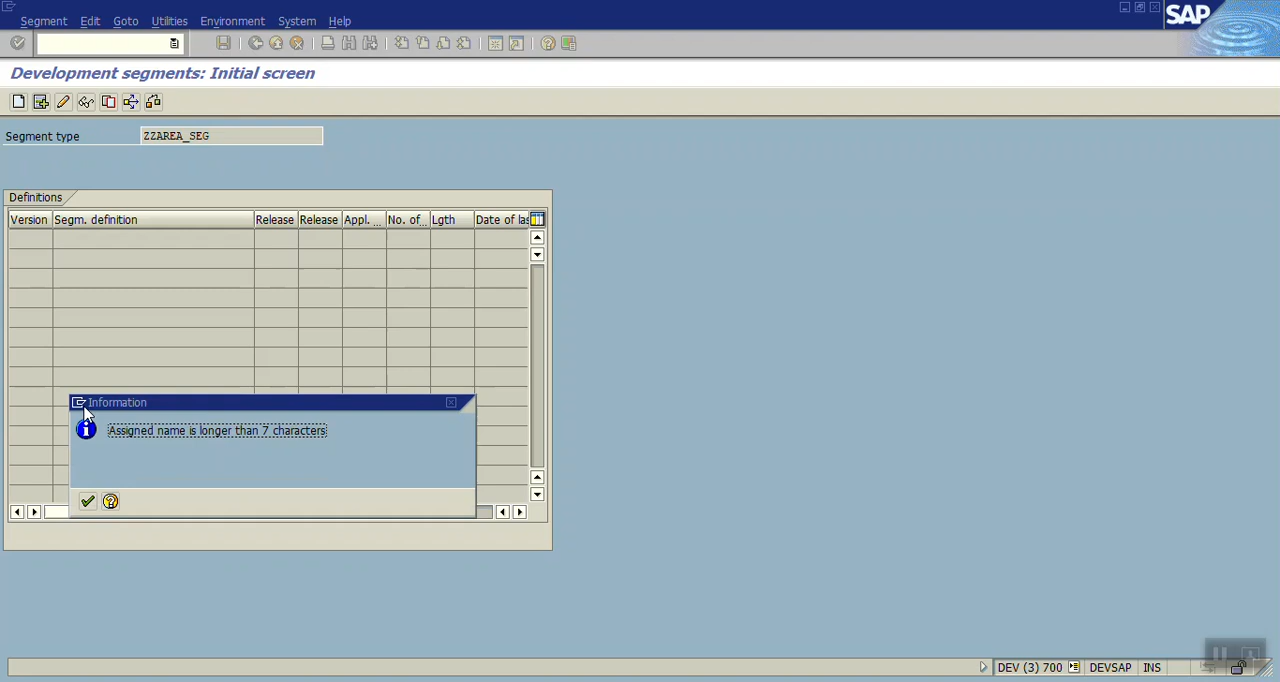 Segment Edit Goto Utilities Environment System Help
SAP
Development segments: Initial screen
Segment type ZZAREA_SEG
Definitions
Version Segm. definition Release Release Appl. ... No. of... Lgth Date of las
Information
Assigned name is longer than 7 characters
DEV (3) 700 DEVSAP INS